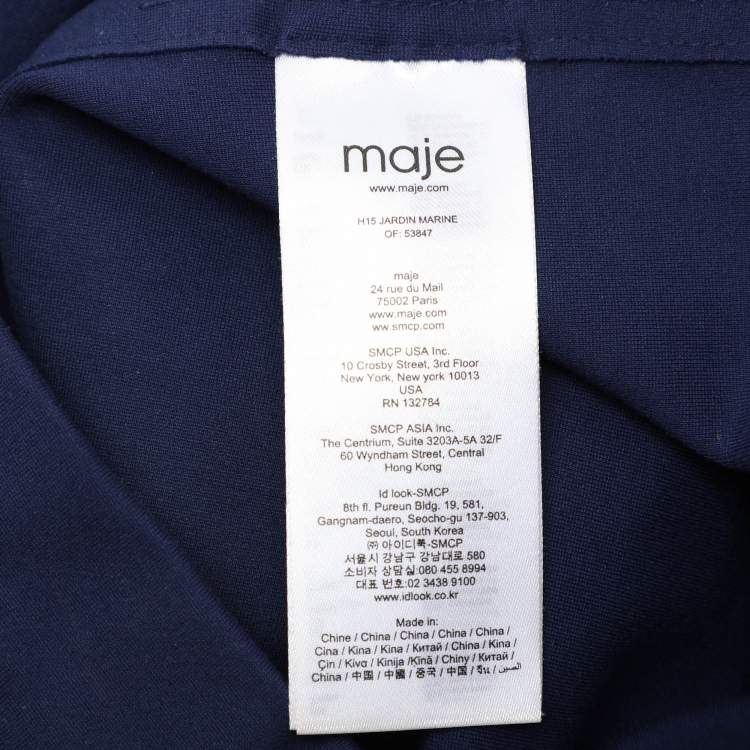 maje
www.maje.com
H15 JARDIN MARINE
OF: 53847
maje
24 rue du Mail
75002 Paris
www.maje.com
ww.smcp.com
SMCP USA Inc.
10 Crosby Street, 3rd Floor
New York, New york 10013
USA
RN 132784
SMCP ASIA Inc.
The Centrium, Suite 3203A-5A 32/F
60 Wyndham Street, Central
Hong Kong
Id look-SMCP
8th fl. Pureun Bldg. 19, 581,
Gangnam-daero, Seocho-gu 137-903,
Seoul, South Korea
㈜ 아이디룩-SMCP
서울시 강남구 강남대로 580
소비자 상담실:080 455 8994
대표 번호:02 3438 9100
www.idlook.co.kr
Made in:
Chine / China / China / China / China /
Cina / Kina / Kina / Китай / China / Kina /
Çin / Kiva / Kinija /Ķīnā / Chiny / Китай /
China / 中国 / 中國 / 중국 / จีน / الصين